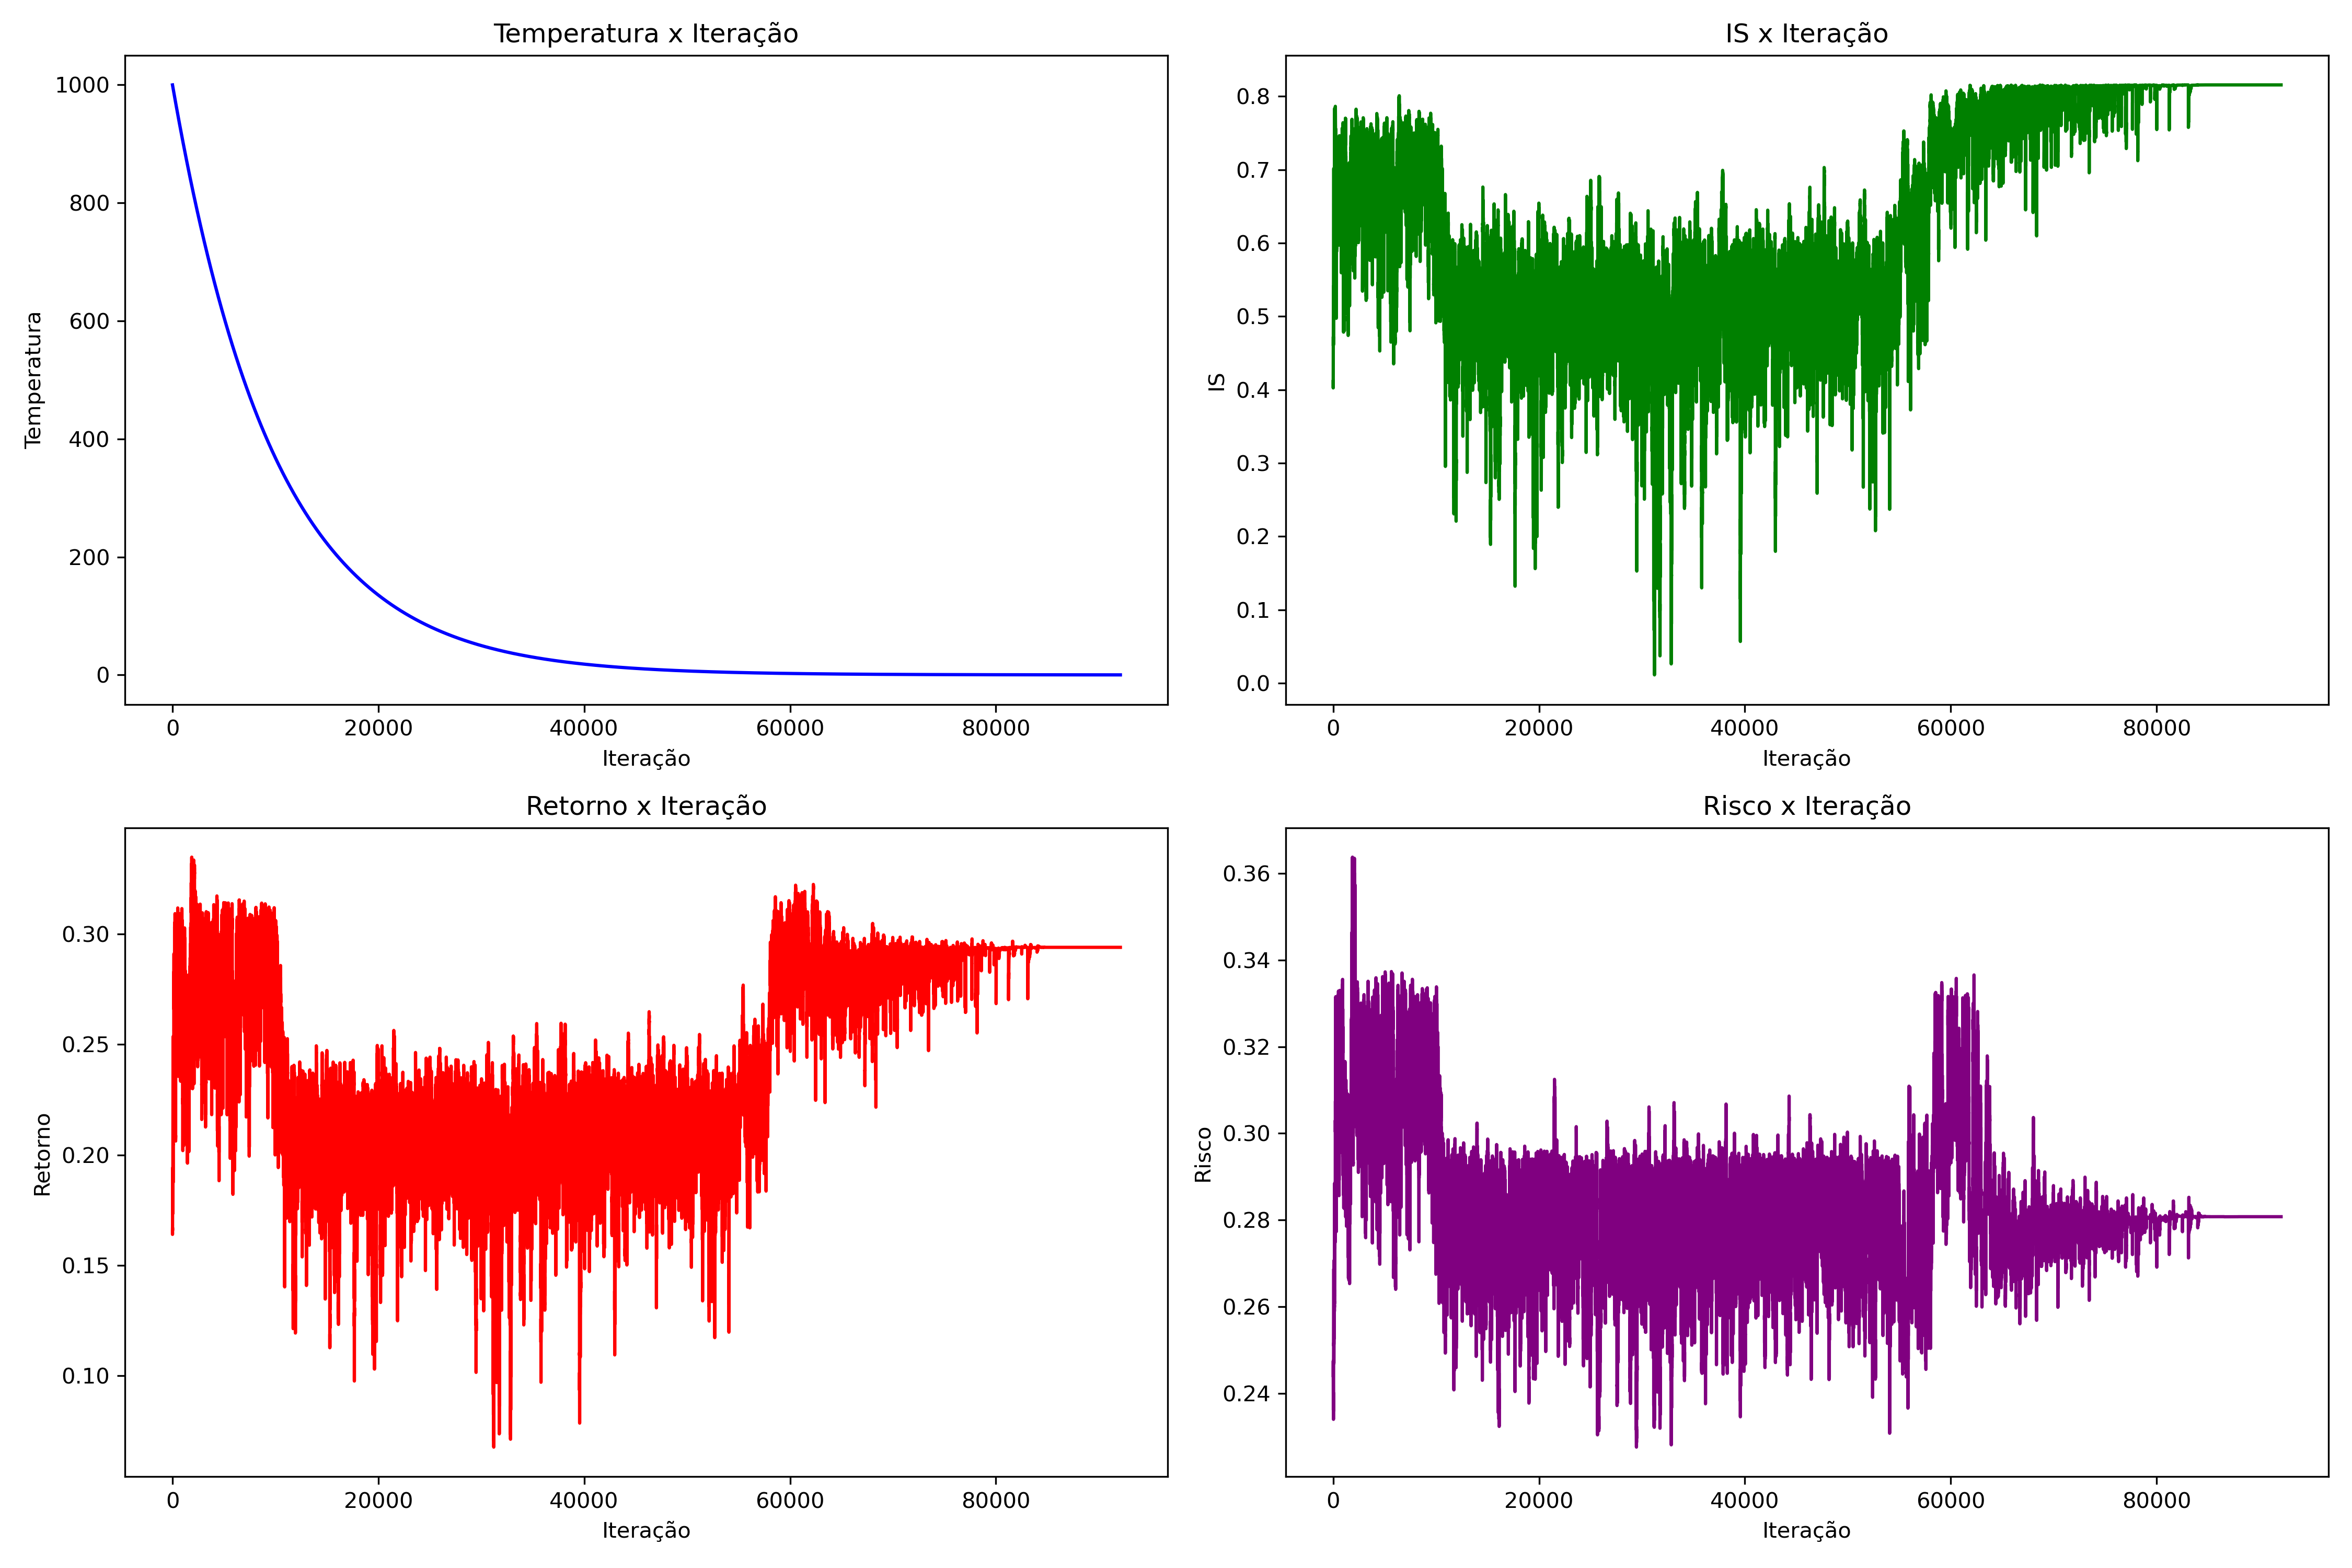 Temperatura x Iteração
1000
800
600
400
200
0
Temperatura
0 20000 40000 60000 80000
Iteração
IS x Iteração
0.8
0.7
0.6
0.5
0.4
0.3
0.2
0.1
0.0
IS
0 20000 40000 60000 80000
Iteração
Retorno x Iteração
0.30
0.25
0.20
0.15
0.10
Retorno
0 20000 40000 60000 80000
Iteração
Risco x Iteração
0.36
0.34
0.32
0.30
0.28
0.26
0.24
Risco
0 20000 40000 60000 80000
Iteração